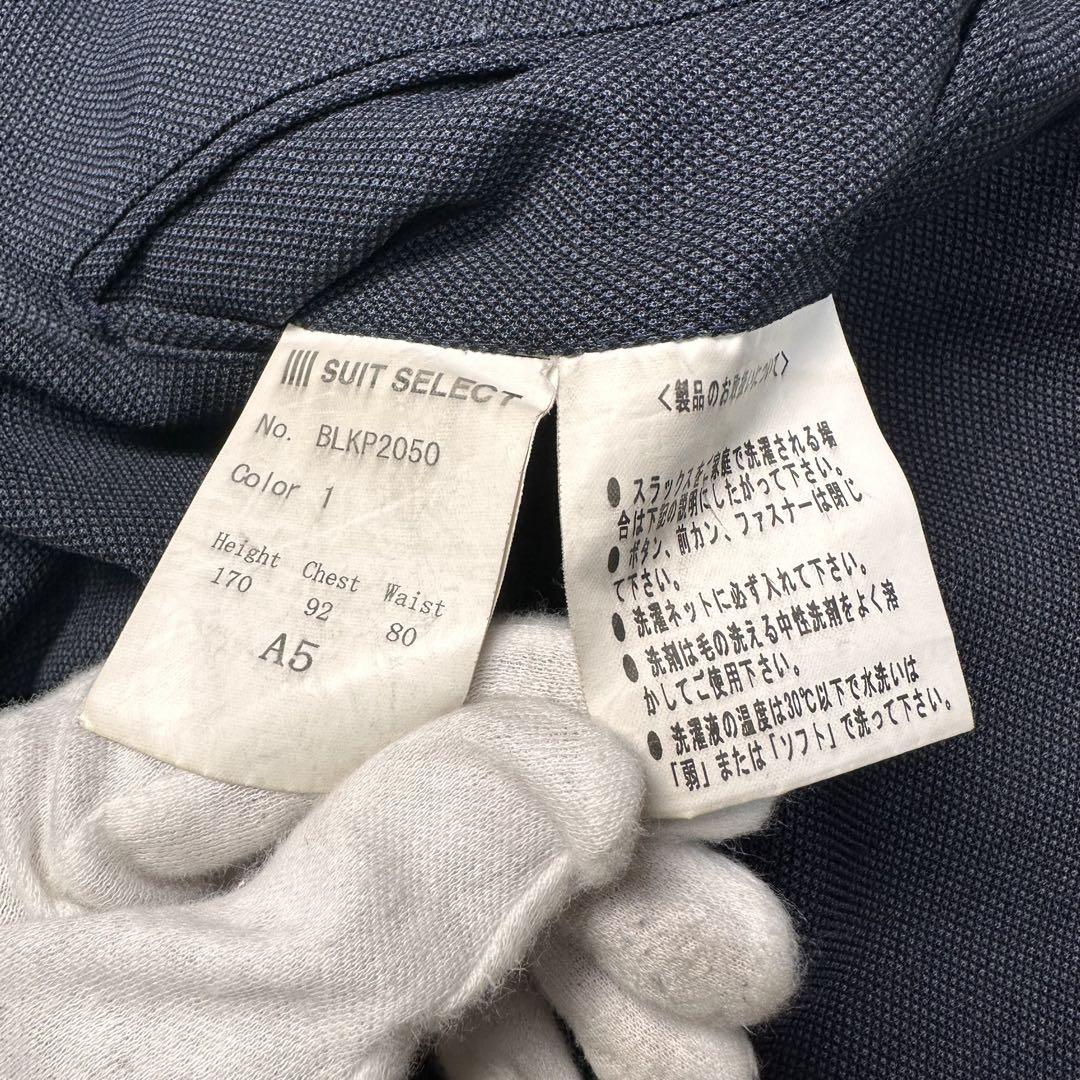 SUIT SELECT
No. BLKP2050
Color 1
Height Chest Waist
170 92 80
A5
<製品のお取扱いについて>
● スラックスをご家庭で洗濯される場
合は下記の説明にしたがって下さい。
● ボタン、前カン、ファスナーは閉じ
て下さい。
● 洗濯ネットに必ず入れて下さい。
● 洗剤は毛の洗える中性洗剤をよく溶
かしてご使用下さい。
● 洗濯液の温度は30℃以下で水洗いは
「弱」または「ソフト」で洗って下さい。